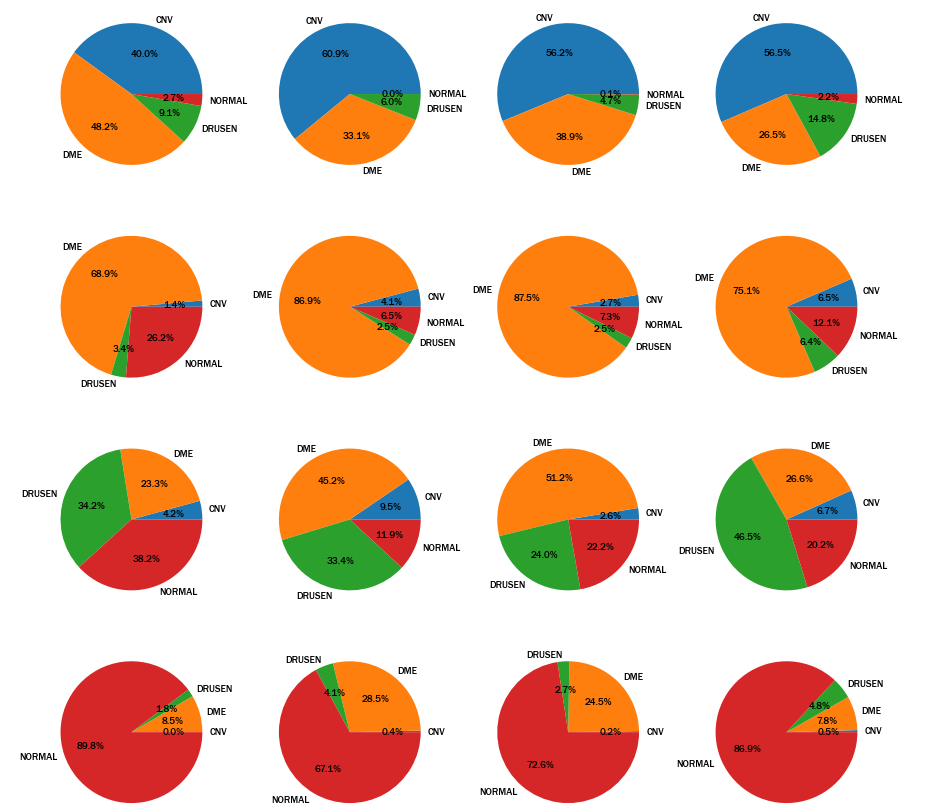 CNV
40.0%
2.7%
NORMAL
9.1%
DRUSEN
48.2%
DME
CNV
60.9%
0.0%
NORMAL
6.0%
DRUSEN
33.1%
DME
CNV
56.2%
0.1%
NORMAL
4.7%
DRUSEN
38.9%
DME
CNV
56.5%
2.2%
NORMAL
14.8%
DRUSEN
26.5%
DME
DME
68.9%
1.4%
CNV
26.2%
3.4%
NORMAL
DRUSEN
DME
86.9%
4.1%
CNV
6.5%
NORMAL
2.5%
DRUSEN
DME
87.5%
2.7%
CNV
7.3%
NORMAL
2.5%
DRUSEN
DME
75.1%
6.5%
CNV
12.1%
NORMAL
6.4%
DRUSEN
DME
23.3%
DRUSEN
34.2%
4.2%
CNV
38.2%
NORMAL
DME
45.2%
9.5%
CNV
11.9%
NORMAL
33.4%
DRUSEN
DME
51.2%
2.6%
CNV
22.2%
24.0%
NORMAL
DRUSEN
DME
26.6%
6.7%
CNV
46.5%
20.2%
DRUSEN
NORMAL
DRUSEN
1.8%
DME
8.5%
0.0%
CNV
89.8%
NORMAL
DRUSEN
4.1%
DME
28.5%
0.4%
CNV
67.1%
NORMAL
DRUSEN
2.7%
DME
24.5%
0.2%
CNV
72.6%
NORMAL
DRUSEN
4.8%
DME
7.8%
0.5%
CNV
86.9%
NORMAL